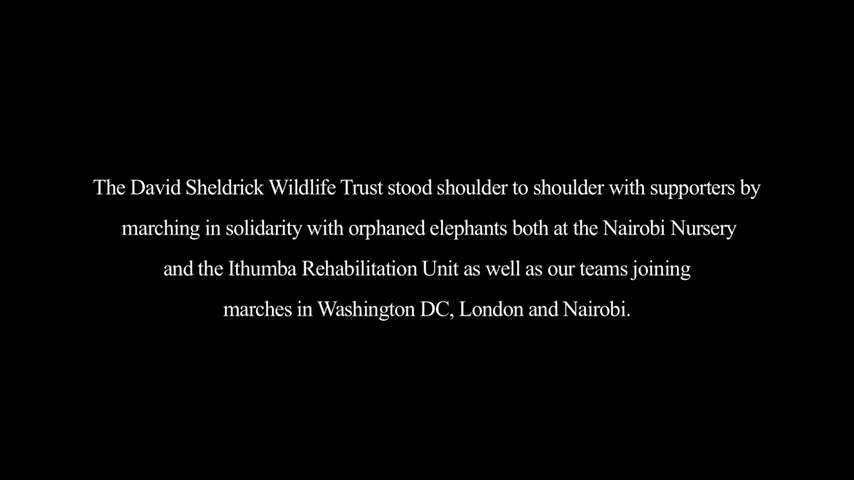 The David Sheldrick Wildlife Trust stood shoulder to shoulder with supporters by
marching in solidarity with orphaned elephants both at the Nairobi Nursery
and the Ithumba Rehabilitation Unit as well as our teams joining
marches in Washington DC, London and Nairobi.